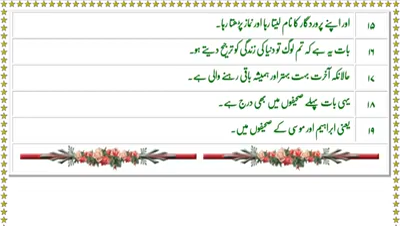 ۱۵ اور اپنے پروردگار کا نام لیتا رہا اور نماز پڑھتا رہا۔
۱۶ بات یہ ہے کہ تم لوگ تو دنیا کی زندگی کو ترجیح دیتے ہو۔
۱۷ حالانکہ آخرت بہت بہتر اور ہمیشہ باقی رہنے والی ہے۔
۱۸ یہی بات پہلے صحیفوں میں بھی درج ہے۔
۱۹ یعنی ابراہیم اور موسی کے صحیفوں میں۔